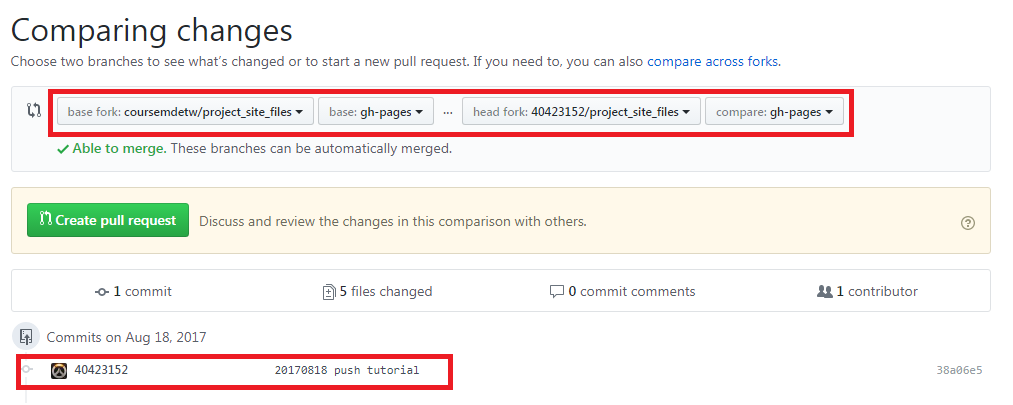 Comparing changes
Choose two branches to see what's changed or to start a new pull request. If you need to, you can also compare across forks.
base fork: coursemdetw/project_site_files base: gh-pages ... head fork: 40423152/project_site_files compare: gh-pages
Able to merge. These branches can be automatically merged.
Create pull request Discuss and review the changes in this comparison with others. ?
1 commit 5 files changed 0 commit comments 1 contributor
Commits on Aug 18, 2017
40423152 20170818 push tutorial 38a06e5